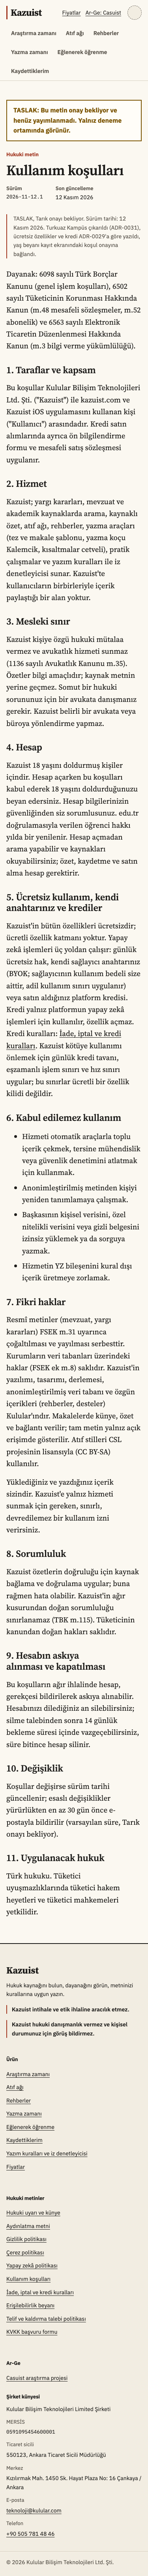 Kazuist
Fiyatlar
Ar-Ge: Casuist
Araştırma zamanı
Atıf ağı
Rehberler
Yazma zamanı
Eğlenerek öğrenme
Kaydettiklerim
TASLAK: Bu metin onay bekliyor ve
henüz yayımlanmadı. Yalnız deneme
ortamında görünür.
Hukuki metin
Kullanım koşulları
Sürüm
2026-11-12.1
Son güncelleme
12 Kasım 2026
TASLAK, Tarık onayı bekliyor. Sürüm tarihi: 12
Kasım 2026. Turkuaz Kampüs çıkarıldı (ADR-0031),
ücretsiz özellikler ve kredi ADR-0029'a göre yazıldı,
yaş beyanı kayıt ekranındaki koşul onayına
bağlandı.
Dayanak: 6098 sayılı Türk Borçlar
Kanunu (genel işlem koşulları), 6502
sayılı Tüketicinin Korunması Hakkında
Kanun (m.48 mesafeli sözleşmeler, m.52
abonelik) ve 6563 sayılı Elektronik
Ticaretin Düzenlenmesi Hakkında
Kanun (m.3 bilgi verme yükümlülüğü).
1. Taraflar ve kapsam
Bu koşullar Kulular Bilişim Teknolojileri
Ltd. Şti. ("Kazuist") ile kazuist.com ve
Kazuist iOS uygulamasını kullanan kişi
("Kullanıcı") arasındadır. Kredi satın
alımlarında ayrıca ön bilgilendirme
formu ve mesafeli satış sözleşmesi
uygulanır.
2. Hizmet
Kazuist; yargı kararları, mevzuat ve
akademik kaynaklarda arama, kaynaklı
özet, atıf ağı, rehberler, yazma araçları
(tez ve makale şablonu, yazma koçu
Kalemcik, kısaltmalar cetveli), pratik
çalışmalar ve yazım kuralları ile iz
denetleyicisi sunar. Kazuist'te
kullanıcıların birbirleriyle içerik
paylaştığı bir alan yoktur.
3. Mesleki sınır
Kazuist kişiye özgü hukuki mütalaa
vermez ve avukatlık hizmeti sunmaz
(1136 sayılı Avukatlık Kanunu m.35).
Özetler bilgi amaçlıdır; kaynak metnin
yerine geçmez. Somut bir hukuki
sorununuz için bir avukata danışmanız
gerekir. Kazuist belli bir avukatı veya
büroyu yönlendirme yapmaz.
4. Hesap
Kazuist 18 yaşını doldurmuş kişiler
içindir. Hesap açarken bu koşulları
kabul ederek 18 yaşını doldurduğunuzu
beyan edersiniz. Hesap bilgilerinizin
güvenliğinden siz sorumlusunuz. edu.tr
doğrulamasıyla verilen öğrenci hakkı
yılda bir yenilenir. Hesap açmadan
arama yapabilir ve kaynakları
okuyabilirsiniz; özet, kaydetme ve satın
alma hesap gerektirir.
5. Ücretsiz kullanım, kendi
anahtarınız ve krediler
Kazuist'in bütün özellikleri ücretsizdir;
ücretli özellik katmanı yoktur. Yapay
zekâ işlemleri üç yoldan çalışır: günlük
ücretsiz hak, kendi sağlayıcı anahtarınız
(BYOK; sağlayıcının kullanım bedeli size
aittir, adil kullanım tavanı uygulanır)
veya satın aldığınız platform kredisi.
Kredi yalnız platformun yapay zekâ
işlemleri için kullanılır, özellik açmaz.
Kredi kuralları: İade, iptal ve kredi
kuralları. Kazuist kötüye kullanımı
önlemek için günlük kredi tavanı,
eşzamanlı işlem sınırı ve hız sınırı
uygular; bu sınırlar ücretli bir özellik
kilidi değildir.
6. Kabul edilemez kullanım
Hizmeti otomatik araçlarla toplu
içerik çekmek, tersine mühendislik
veya güvenlik denetimini atlatmak
için kullanmak.
Anonimleştirilmiş metinden kişiyi
yeniden tanımlamaya çalışmak.
Başkasının kişisel verisini, özel
nitelikli verisini veya gizli belgesini
izinsiz yüklemek ya da sorguya
yazmak.
Hizmetin YZ bileşenini kural dışı
içerik üretmeye zorlamak.
7. Fikri haklar
Resmî metinler (mevzuat, yargı
kararları) FSEK m.31 uyarınca
çoğaltılması ve yayılması serbesttir.
Kurumların veri tabanları üzerindeki
haklar (FSEK ek m.8) saklıdır. Kazuist'in
yazılımı, tasarımı, derlemesi,
anonimleştirilmiş veri tabanı ve özgün
içerikleri (rehberler, dersler)
Kulular'ındır. Makalelerde künye, özet
ve bağlantı verilir; tam metin yalnız açık
erişimde gösterilir. Atıf stilleri CSL
projesinin lisansıyla (CC BY-SA)
kullanılır.
Yüklediğiniz ve yazdığınız içerik
sizindir. Kazuist'e yalnız hizmeti
sunmak için gereken, sınırlı,
devredilemez bir kullanım izni
verirsiniz.
8. Sorumluluk
Kazuist özetlerin doğruluğu için kaynak
bağlama ve doğrulama uygular; buna
rağmen hata olabilir. Kazuist'in ağır
kusurundan doğan sorumluluğu
sınırlanamaz (TBK m.115). Tüketicinin
kanundan doğan hakları saklıdır.
9. Hesabın askıya
alınması ve kapatılması
Bu koşulların ağır ihlalinde hesap,
gerekçesi bildirilerek askıya alınabilir.
Hesabınızı dilediğiniz an silebilirsiniz;
silme talebinden sonra 14 günlük
bekleme süresi içinde vazgeçebilirsiniz,
süre bitince hesap silinir.
10. Değişiklik
Koşullar değişirse sürüm tarihi
güncellenir; esaslı değişiklikler
yürürlükten en az 30 gün önce e-
postayla bildirilir (varsayılan süre, Tarık
onayı bekliyor).
11. Uygulanacak hukuk
Türk hukuku. Tüketici
uyuşmazlıklarında tüketici hakem
heyetleri ve tüketici mahkemeleri
yetkilidir.
Kazuist
Hukuk kaynağını bulun, dayanağını görün, metninizi
kurallarına uygun yazın.
Kazuist intihale ve etik ihlaline aracılık etmez.
Kazuist hukuki danışmanlık vermez ve kişisel
durumunuz için görüş bildirmez.
Ürün
Araştırma zamanı
Atıf ağı
Rehberler
Yazma zamanı
Eğlenerek öğrenme
Kaydettiklerim
Yazım kuralları ve iz denetleyicisi
Fiyatlar
Hukuki metinler
Hukuki uyarı ve künye
Aydınlatma metni
Gizlilik politikası
Çerez politikası
Yapay zekâ politikası
Kullanım koşulları
İade, iptal ve kredi kuralları
Erişilebilirlik beyanı
Telif ve kaldırma talebi politikası
KVKK başvuru formu
Ar-Ge
Casuist araştırma projesi
Şirket künyesi
Kulular Bilişim Teknolojileri Limited Şirketi
MERSİS
0591095454600001
Ticaret sicili
550123, Ankara Ticaret Sicili Müdürlüğü
Merkez
Kızılırmak Mah. 1450 Sk. Hayat Plaza No: 16 Çankaya /
Ankara
E-posta
teknoloji@kulular.com
Telefon
+90 505 781 48 46
© 2026 Kulular Bilişim Teknolojileri Ltd. Şti.